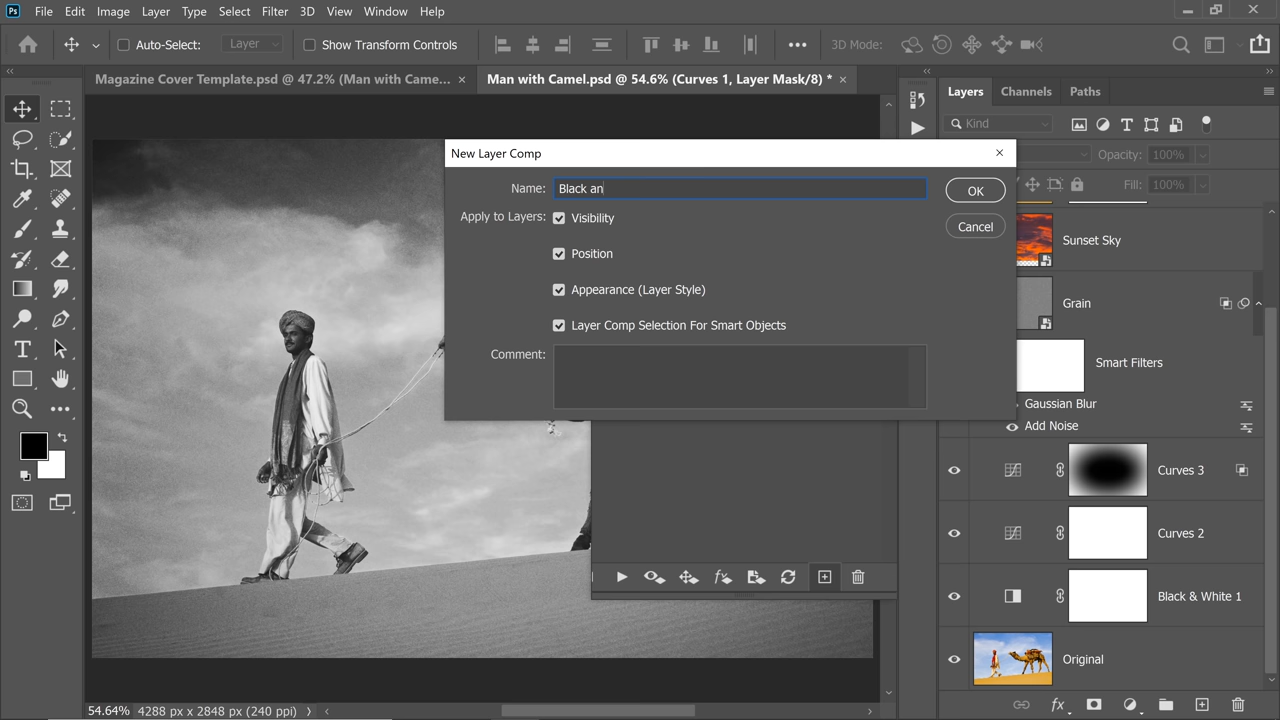 Ps File Edit Image Layer Type Select Filter 3D View Window Help
Auto-Select: Layer Show Transform Controls 3D Mode:
Magazine Cover Template.psd @ 47.2% (Man with Came... × Man with Camel.psd @ 54.6% (Curves 1, Layer Mask/8) * ×
Layers Channels Paths
Kind
Opacity: 100%
Fill: 100%
New Layer Comp
Name: Black an
OK
Apply to Layers: Visibility
Cancel
Position
Appearance (Layer Style)
Layer Comp Selection For Smart Objects
Comment:
Sunset Sky
Grain
Smart Filters
Gaussian Blur
Add Noise
Curves 3
Curves 2
Black & White 1
Original
54.64% 4288 px x 2848 px (240 ppi)